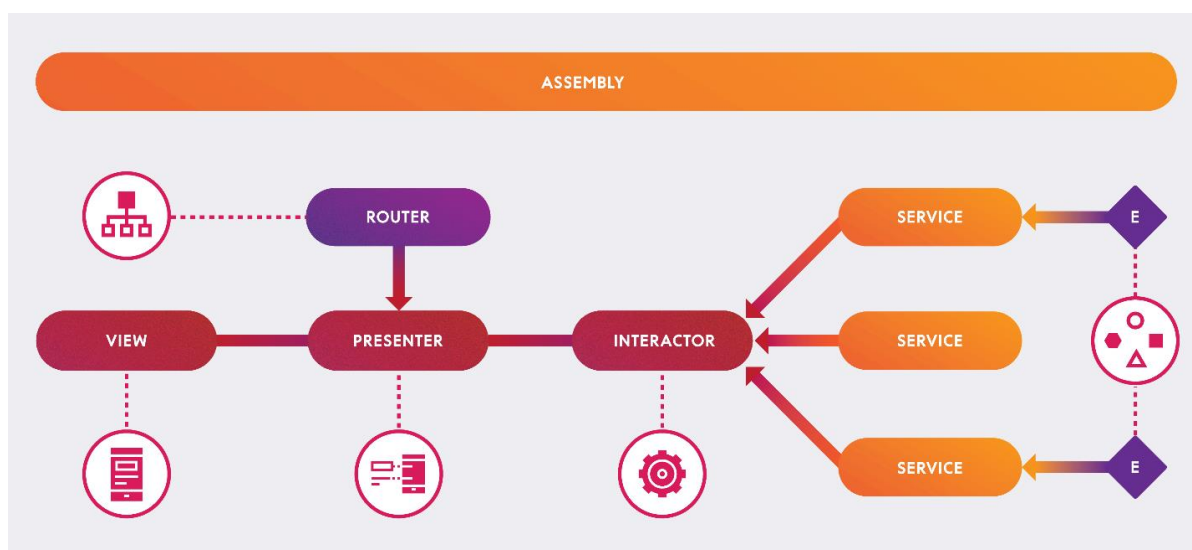 ASSEMBLY
ROUTER
SERVICE
E
VIEW
PRESENTER
INTERACTOR
SERVICE
SERVICE
E